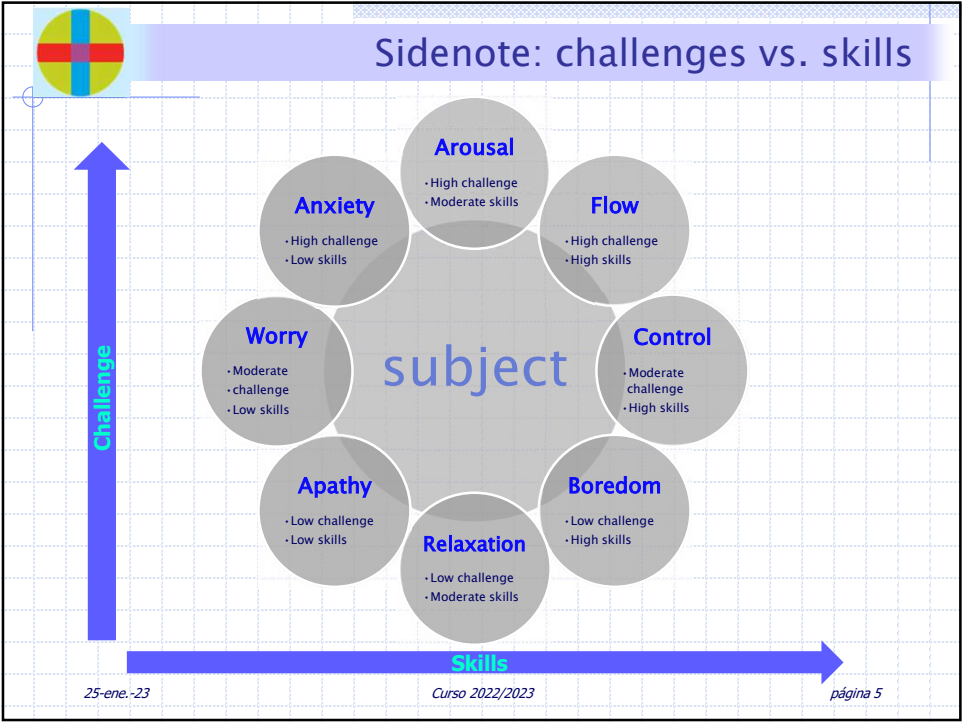 Sidenote: challenges vs. skills
Arousal
•High challenge
•Moderate skills
Anxiety
•High challenge
•Low skills
Flow
•High challenge
•High skills
Worry
•Moderate
•challenge
•Low skills
subject
Control
•Moderate
challenge
•High skills
Apathy
•Low challenge
•Low skills
Boredom
•Low challenge
•High skills
Relaxation
•Low challenge
•Moderate skills
Challenge
Skills
25-ene.-23
Curso 2022/2023
página 5